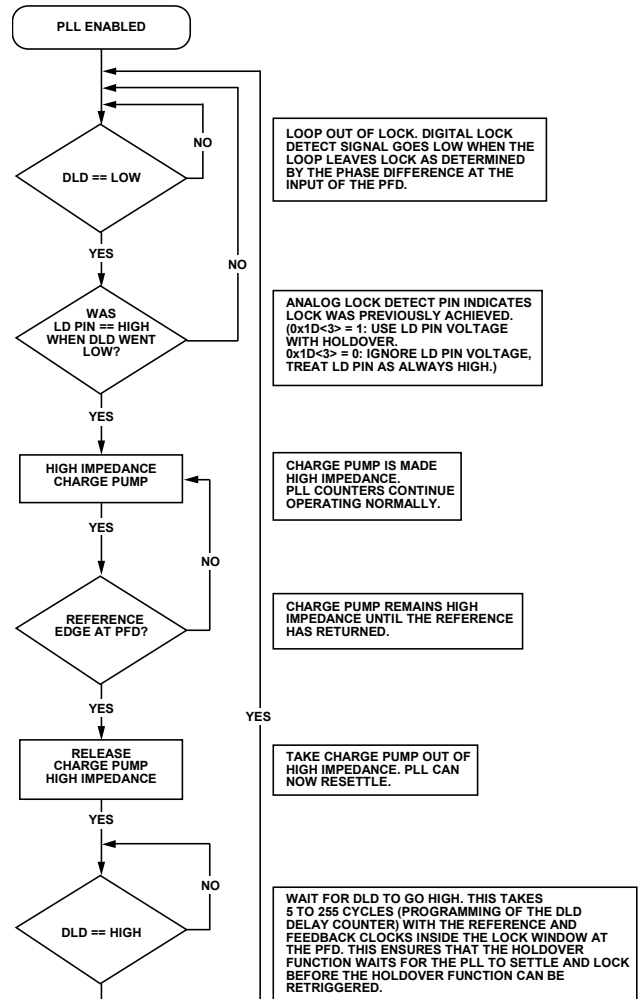 PLL ENABLED
NO
DLD == LOW
LOOP OUT OF LOCK. DIGITAL LOCK
DETECT SIGNAL GOES LOW WHEN THE
LOOP LEAVES LOCK AS DETERMINED
BY THE PHASE DIFFERENCE AT THE
INPUT OF THE PFD.
YES
NO
WAS
LD PIN == HIGH
WHEN DLD WENT
LOW?
ANALOG LOCK DETECT PIN INDICATES
LOCK WAS PREVIOUSLY ACHIEVED.
(0x1D<3> = 1: USE LD PIN VOLTAGE
WITH HOLDOVER.
0x1D<3> = 0: IGNORE LD PIN VOLTAGE,
TREAT LD PIN AS ALWAYS HIGH.)
YES
HIGH IMPEDANCE
CHARGE PUMP
CHARGE PUMP IS MADE
HIGH IMPEDANCE.
PLL COUNTERS CONTINUE
OPERATING NORMALLY.
YES
NO
REFERENCE
EDGE AT PFD?
CHARGE PUMP REMAINS HIGH
IMPEDANCE UNTIL THE REFERENCE
HAS RETURNED.
YES
YES
RELEASE
CHARGE PUMP
HIGH IMPEDANCE
TAKE CHARGE PUMP OUT OF
HIGH IMPEDANCE. PLL CAN
NOW RESETTLE.
YES
NO
DLD == HIGH
WAIT FOR DLD TO GO HIGH. THIS TAKES
5 TO 255 CYCLES (PROGRAMMING OF THE DLD
DELAY COUNTER) WITH THE REFERENCE AND
FEEDBACK CLOCKS INSIDE THE LOCK WINDOW AT
THE PFD. THIS ENSURES THAT THE HOLDOVER
FUNCTION WAITS FOR THE PLL TO SETTLE AND LOCK
BEFORE THE HOLDOVER FUNCTION CAN BE
RETRIGGERED.